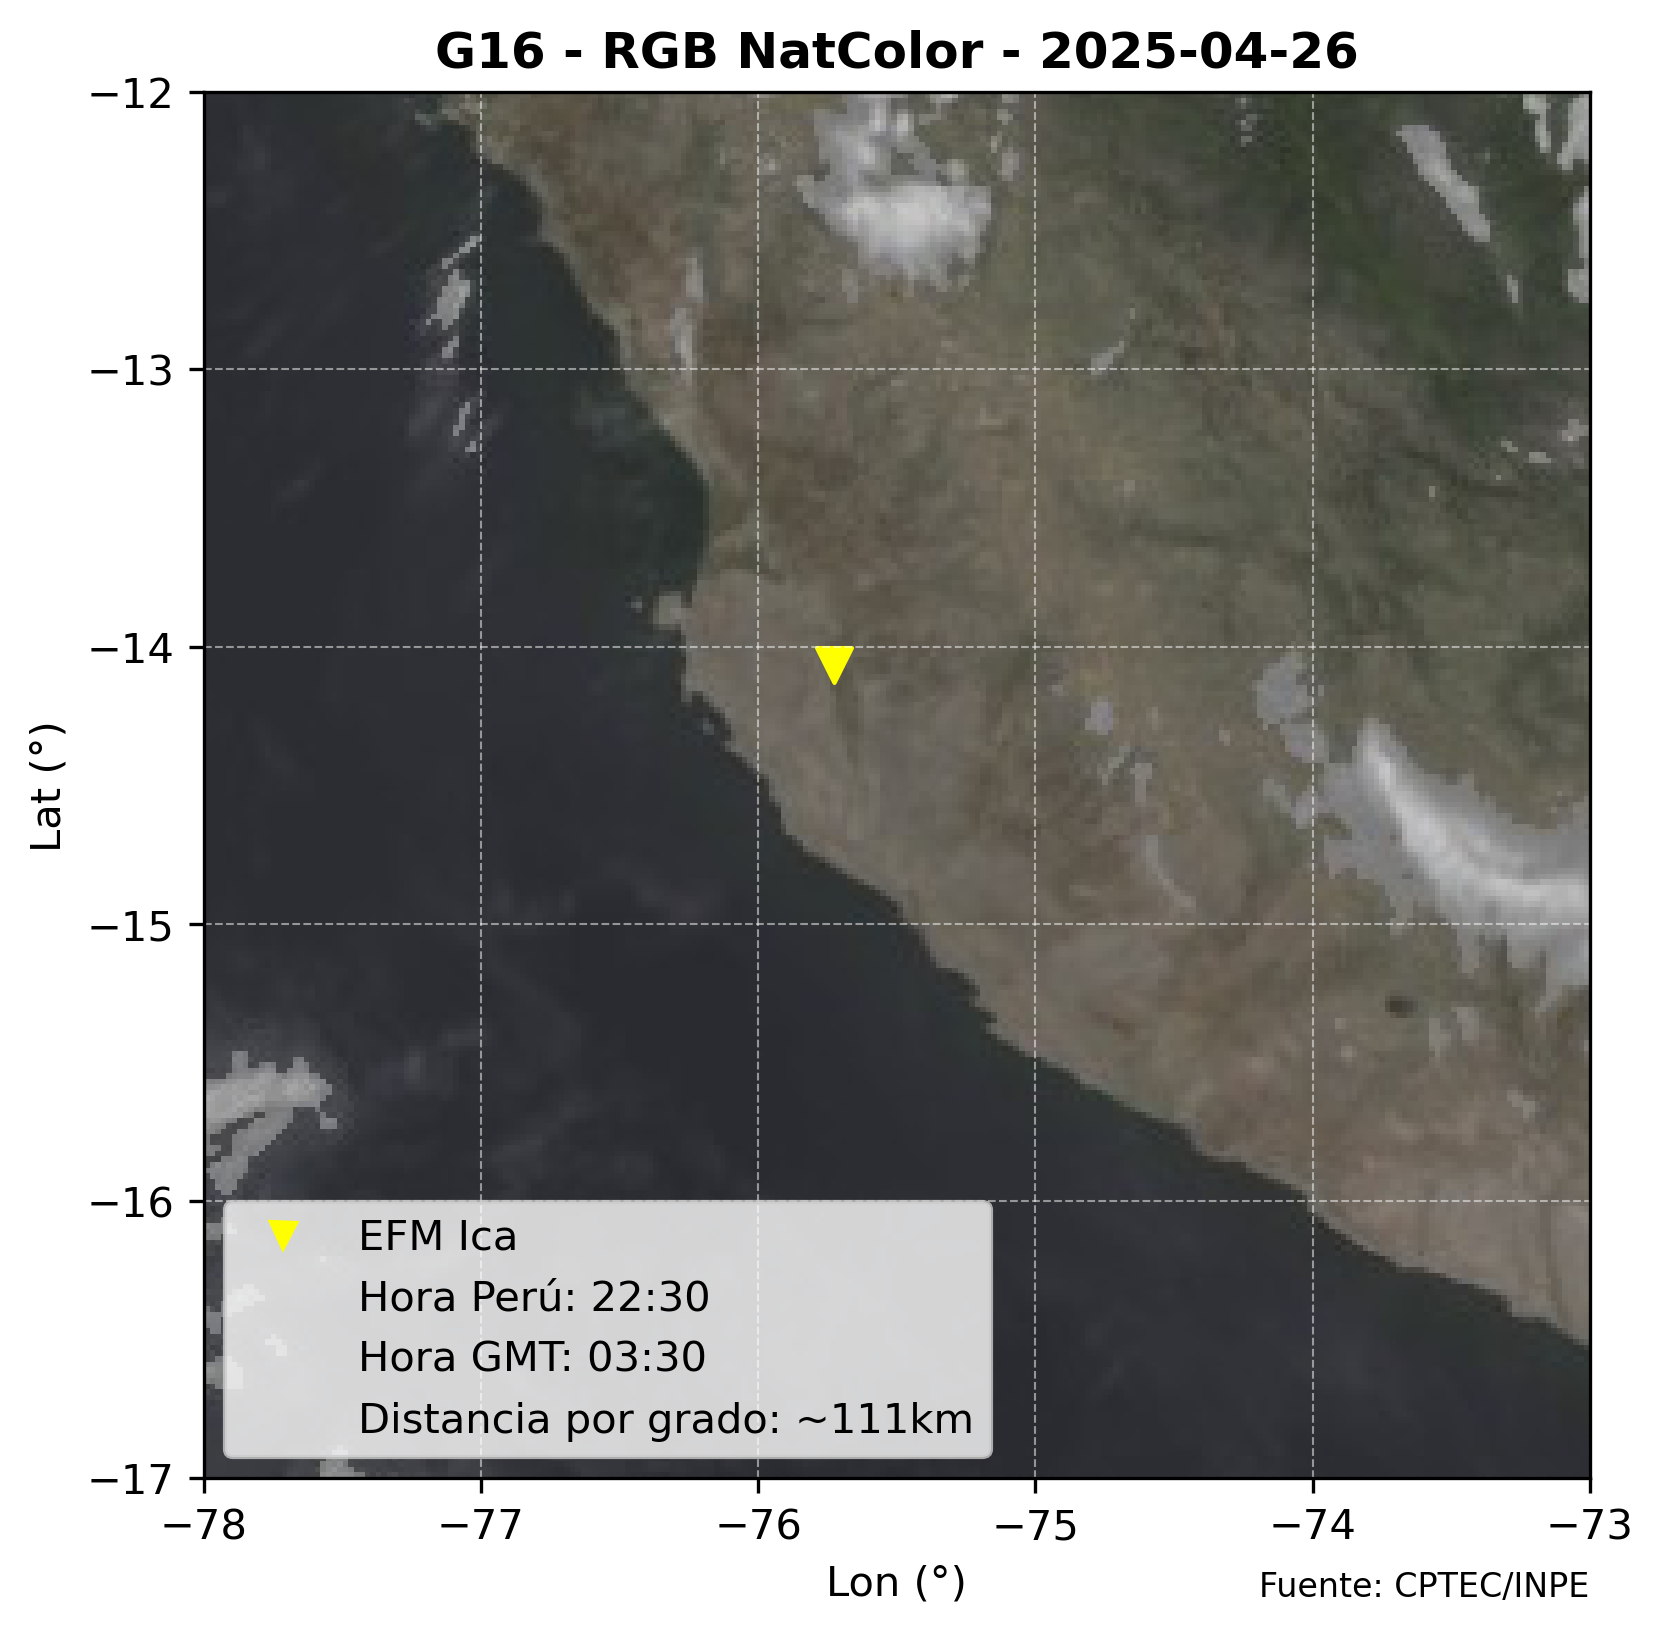 G16 - RGB NatColor - 2025-04-26
−12
−13
−14
−15
−16
−17
Lat (°)
EFM Ica
Hora Perú: 22:30
Hora GMT: 03:30
Distancia por grado: ~111km
−78 −77 −76 −75 −74 −73
Lon (°)
Fuente: CPTEC/INPE